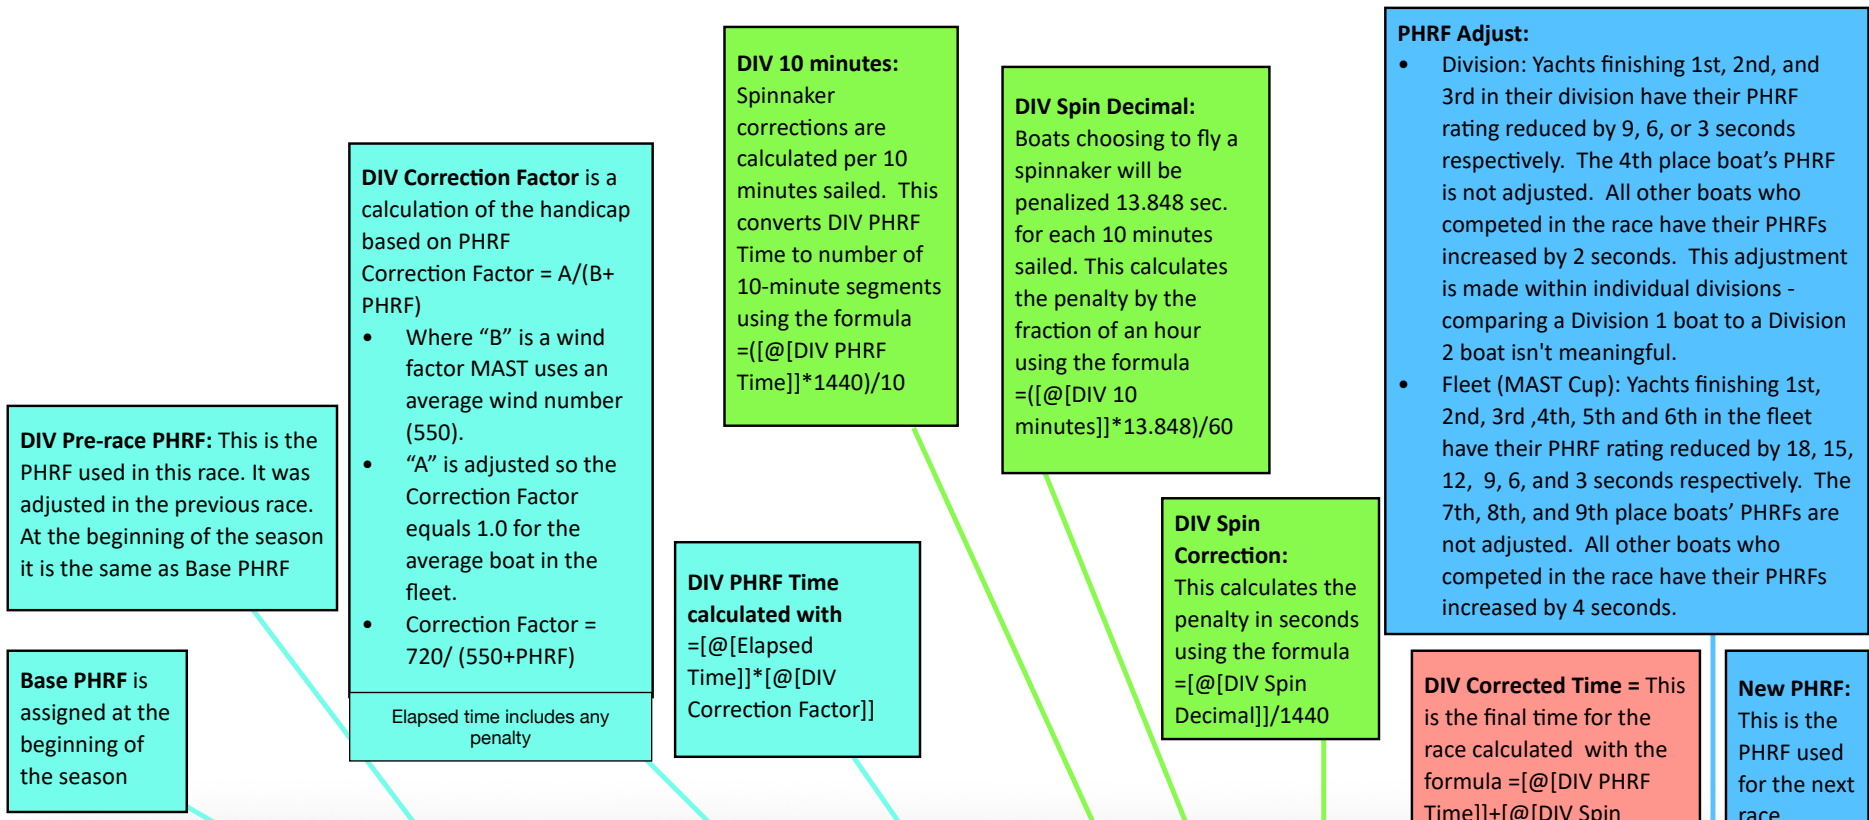 DIV Pre-race PHRF: This is the
PHRF used in this race. It was
adjusted in the previous race.
At the beginning of the season
it is the same as Base PHRF
Base PHRF is
assigned at the
beginning of
the season
DIV Correction Factor is a
calculation of the handicap
based on PHRF
Correction Factor = A/(B+
PHRF)
• Where “B” is a wind
factor MAST uses an
average wind number
(550).
• “A” is adjusted so the
Correction Factor
equals 1.0 for the
average boat in the
fleet.
• Correction Factor =
720/ (550+PHRF)
Elapsed time includes any
penalty
DIV PHRF Time
calculated with
=[@[Elapsed
Time]]*[@[DIV
Correction Factor]]
DIV 10 minutes:
Spinnaker
corrections are
calculated per 10
minutes sailed.  This
converts DIV PHRF
Time to number of
10-minute segments
using the formula
=([@[DIV PHRF
Time]]*1440)/10
DIV Spin Decimal:
Boats choosing to fly a
spinnaker will be
penalized 13.848 sec.
for each 10 minutes
sailed. This calculates
the penalty by the
fraction of an hour
using the formula
=([@[DIV 10
minutes]]*13.848)/60
DIV Spin
Correction:
This calculates the
penalty in seconds
using the formula
=[@[DIV Spin
Decimal]]/1440
PHRF Adjust:
• Division: Yachts finishing 1st, 2nd, and
3rd in their division have their PHRF
rating reduced by 9, 6, or 3 seconds
respectively.  The 4th place boat’s PHRF
is not adjusted.  All other boats who
competed in the race have their PHRFs
increased by 2 seconds.  This adjustment
is made within individual divisions -
comparing a Division 1 boat to a Division
2 boat isn't meaningful.
• Fleet (MAST Cup): Yachts finishing 1st,
2nd, 3rd ,4th, 5th and 6th in the fleet
have their PHRF rating reduced by 18, 15,
12,  9, 6, and 3 seconds respectively.  The
7th, 8th, and 9th place boats’ PHRFs are
not adjusted.  All other boats who
competed in the race have their PHRFs
increased by 4 seconds.
DIV Corrected Time = This
is the final time for the
race calculated  with the
formula =[@[DIV PHRF
Time]]+[@[DIV Spin
New PHRF:
This is the
PHRF used
for the next
race